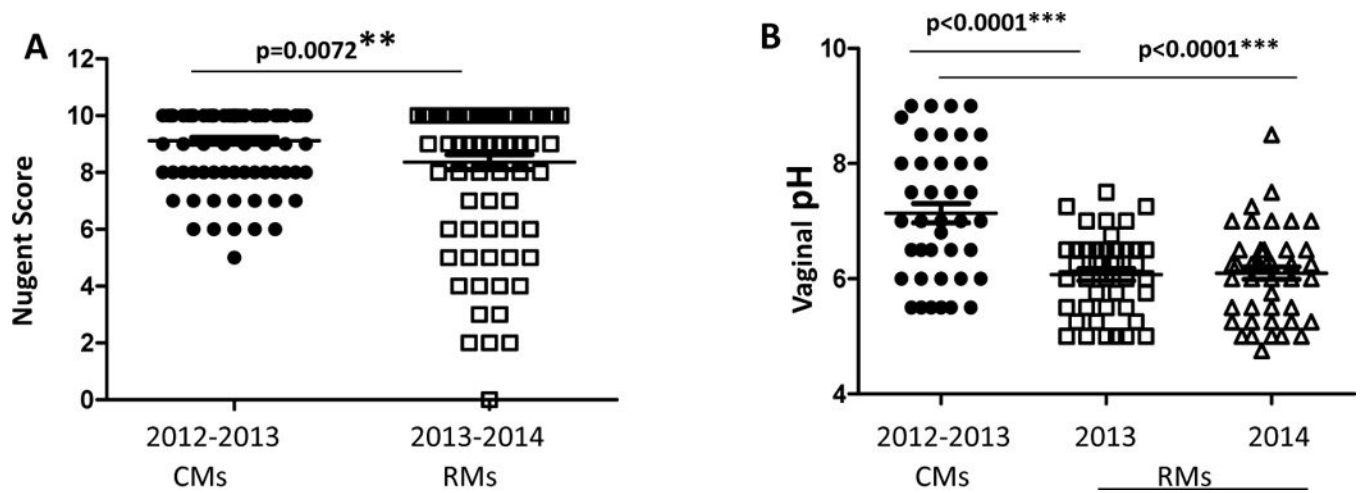 A
p=0.0072**
Nugent Score
12
10
8
6
4
2
0
2012-2013
2013-2014
CMs
RMs
B
p<0.0001***
p<0.0001***
Vaginal pH
10
8
6
4
2012-2013
2013
2014
CMs
RMs